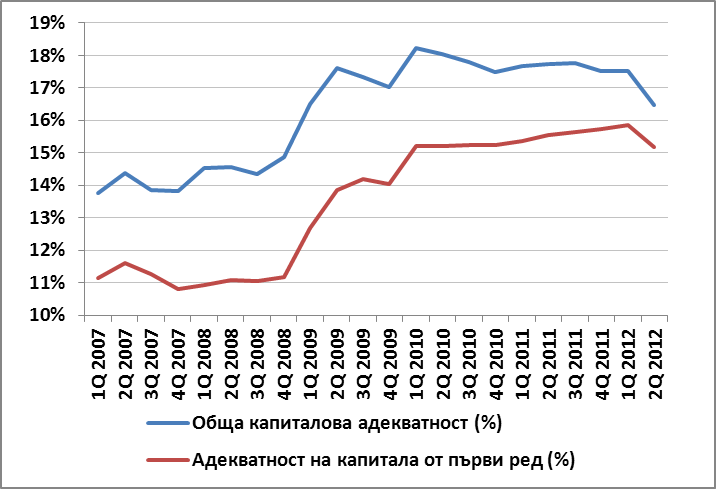 19%
18%
17%
16%
15%
14%
13%
12%
11%
10%
1Q 2007
2Q 2007
3Q 2007
4Q 2007
1Q 2008
2Q 2008
3Q 2008
4Q 2008
1Q 2009
2Q 2009
3Q 2009
4Q 2009
1Q 2010
2Q 2010
3Q 2010
4Q 2010
1Q 2011
2Q 2011
3Q 2011
4Q 2011
1Q 2012
2Q 2012
Обща капиталова адекватност (%)
Адекватност на капитала от първи ред (%)